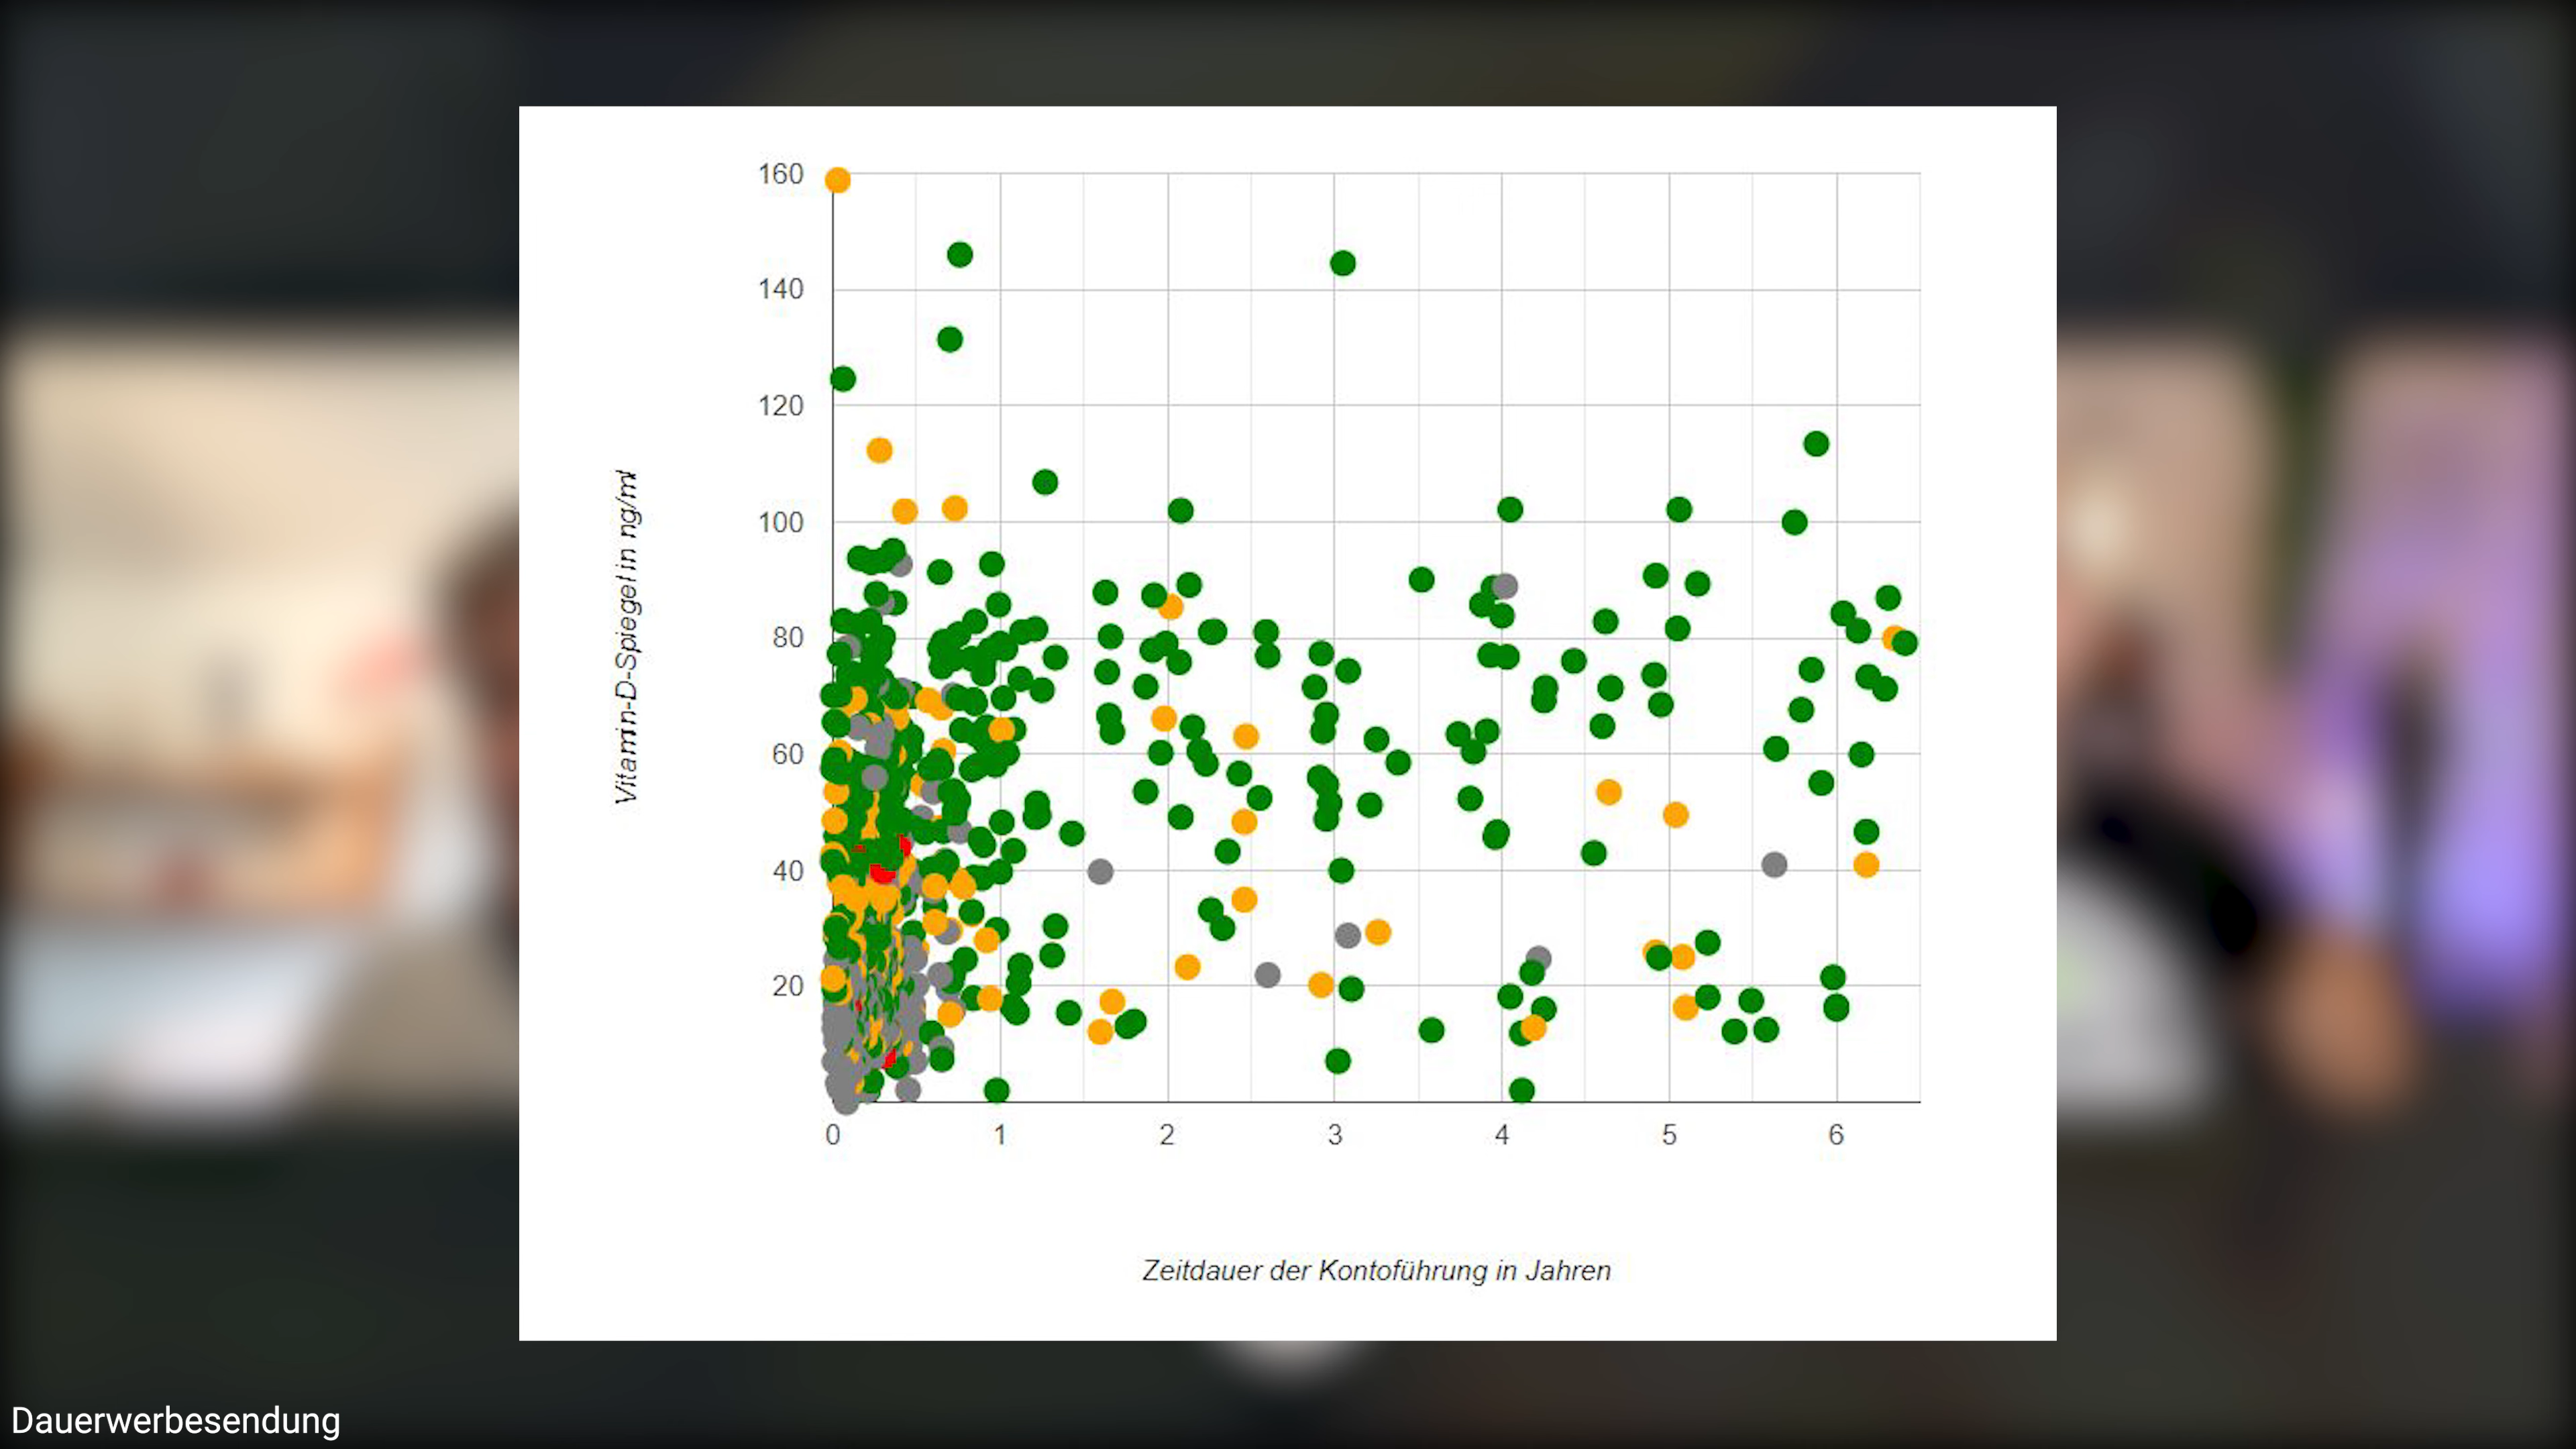 160
140
120
100
80
60
40
20
Vitamin-D-Spiegel in ng/ml
0 1 2 3 4 5 6
Zeitdauer der Kontoführung in Jahren
Dauerwerbesendung